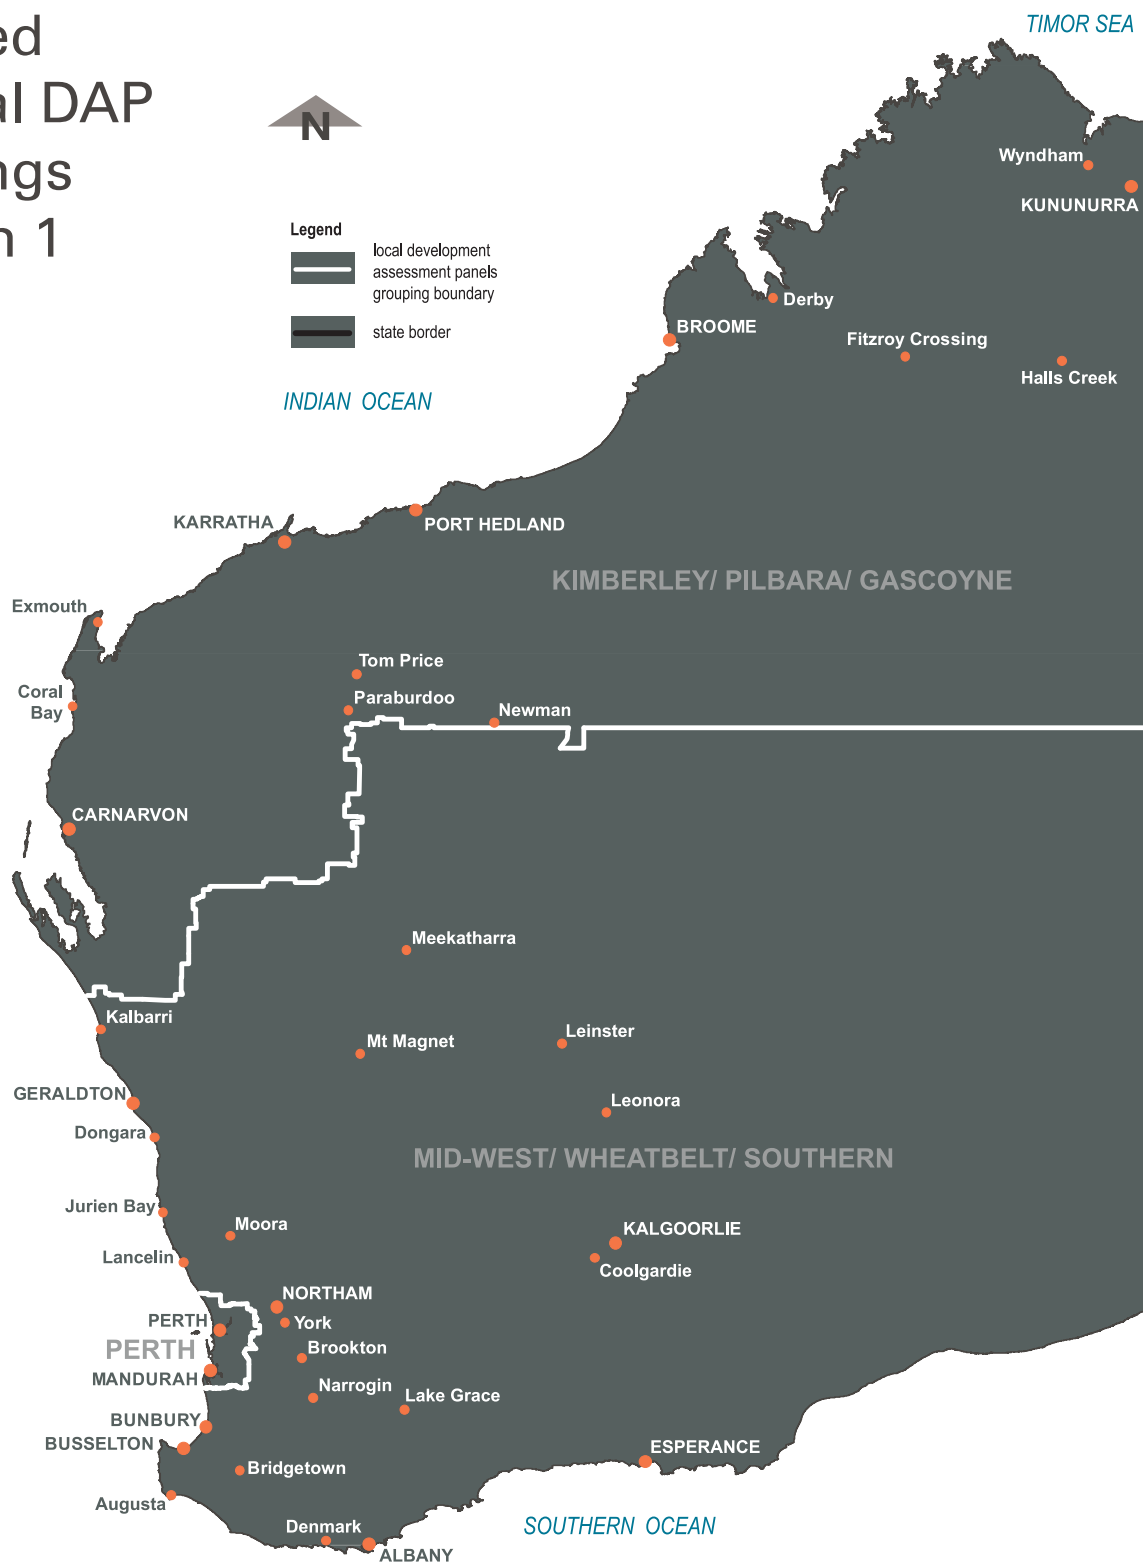 ed
al DAP
ngs
n 1
TIMOR SEA
N
Legend
local development
assessment panels
grouping boundary
state border
INDIAN OCEAN
Wyndham
KUNUNURRA
Derby
BROOME
Fitzroy Crossing
Halls Creek
KARRATHA
PORT HEDLAND
KIMBERLEY/ PILBARA/ GASCOYNE
Exmouth
Tom Price
Coral
Bay
Paraburdoo
Newman
CARNARVON
Meekatharra
Kalbarri
Leinster
Mt Magnet
GERALDTON
Leonora
Dongara
MID-WEST/ WHEATBELT/ SOUTHERN
Jurien Bay
Moora
KALGOORLIE
Lancelin
Coolgardie
NORTHAM
PERTH
York
PERTH
Brookton
MANDURAH
Narrogin
Lake Grace
BUNBURY
BUSSELTON
ESPERANCE
Bridgetown
Augusta
Denmark
SOUTHERN OCEAN
ALBANY